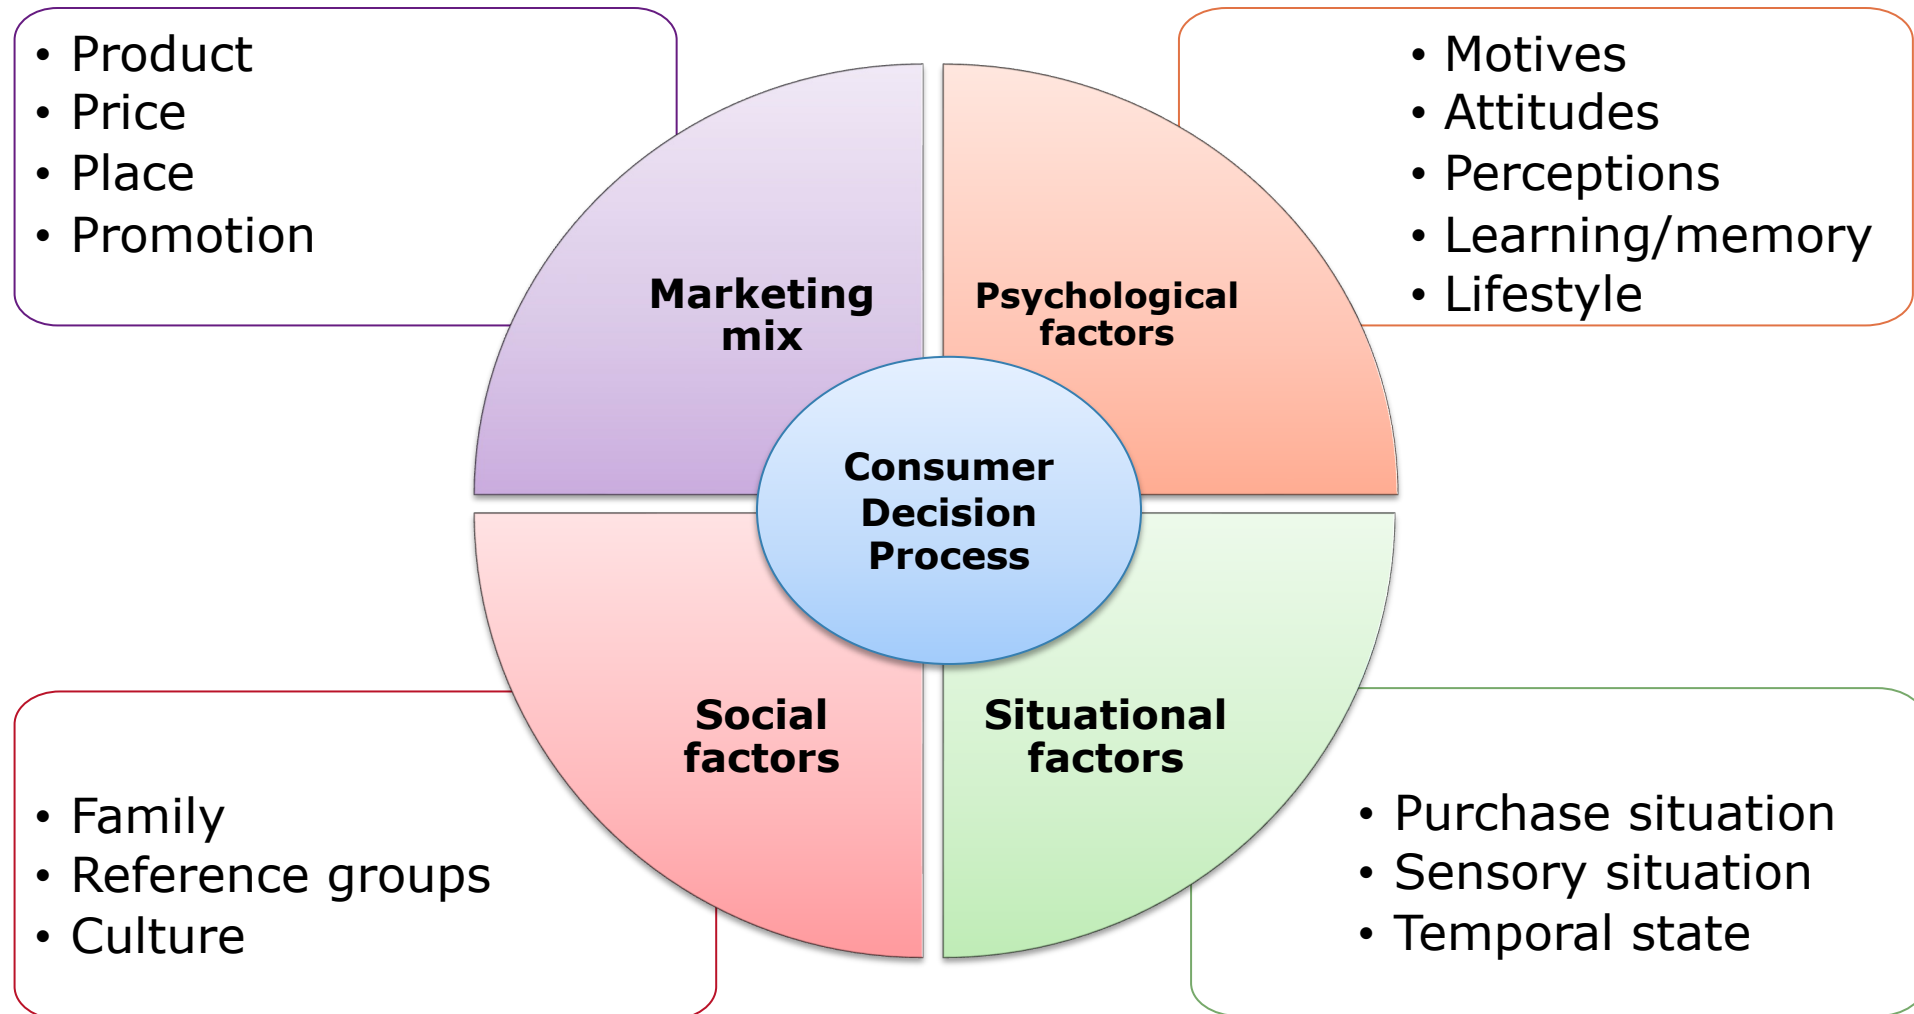 • Product
• Price
• Place
• Promotion
• Motives
• Attitudes
• Perceptions
• Learning/memory
• Lifestyle
Marketing
mix
Psychological
factors
Consumer
Decision
Process
Social
factors
Situational
factors
• Family
• Reference groups
• Culture
• Purchase situation
• Sensory situation
• Temporal state